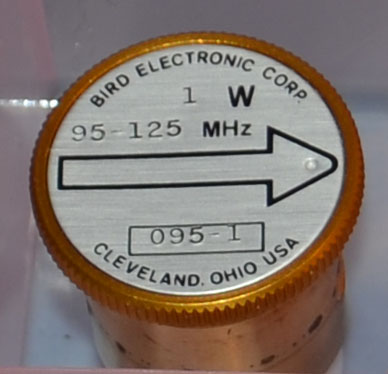 BIRD ELECTRONIC CORP.
1 W
95-125 MHz
095-1
CLEVELAND, OHIO USA